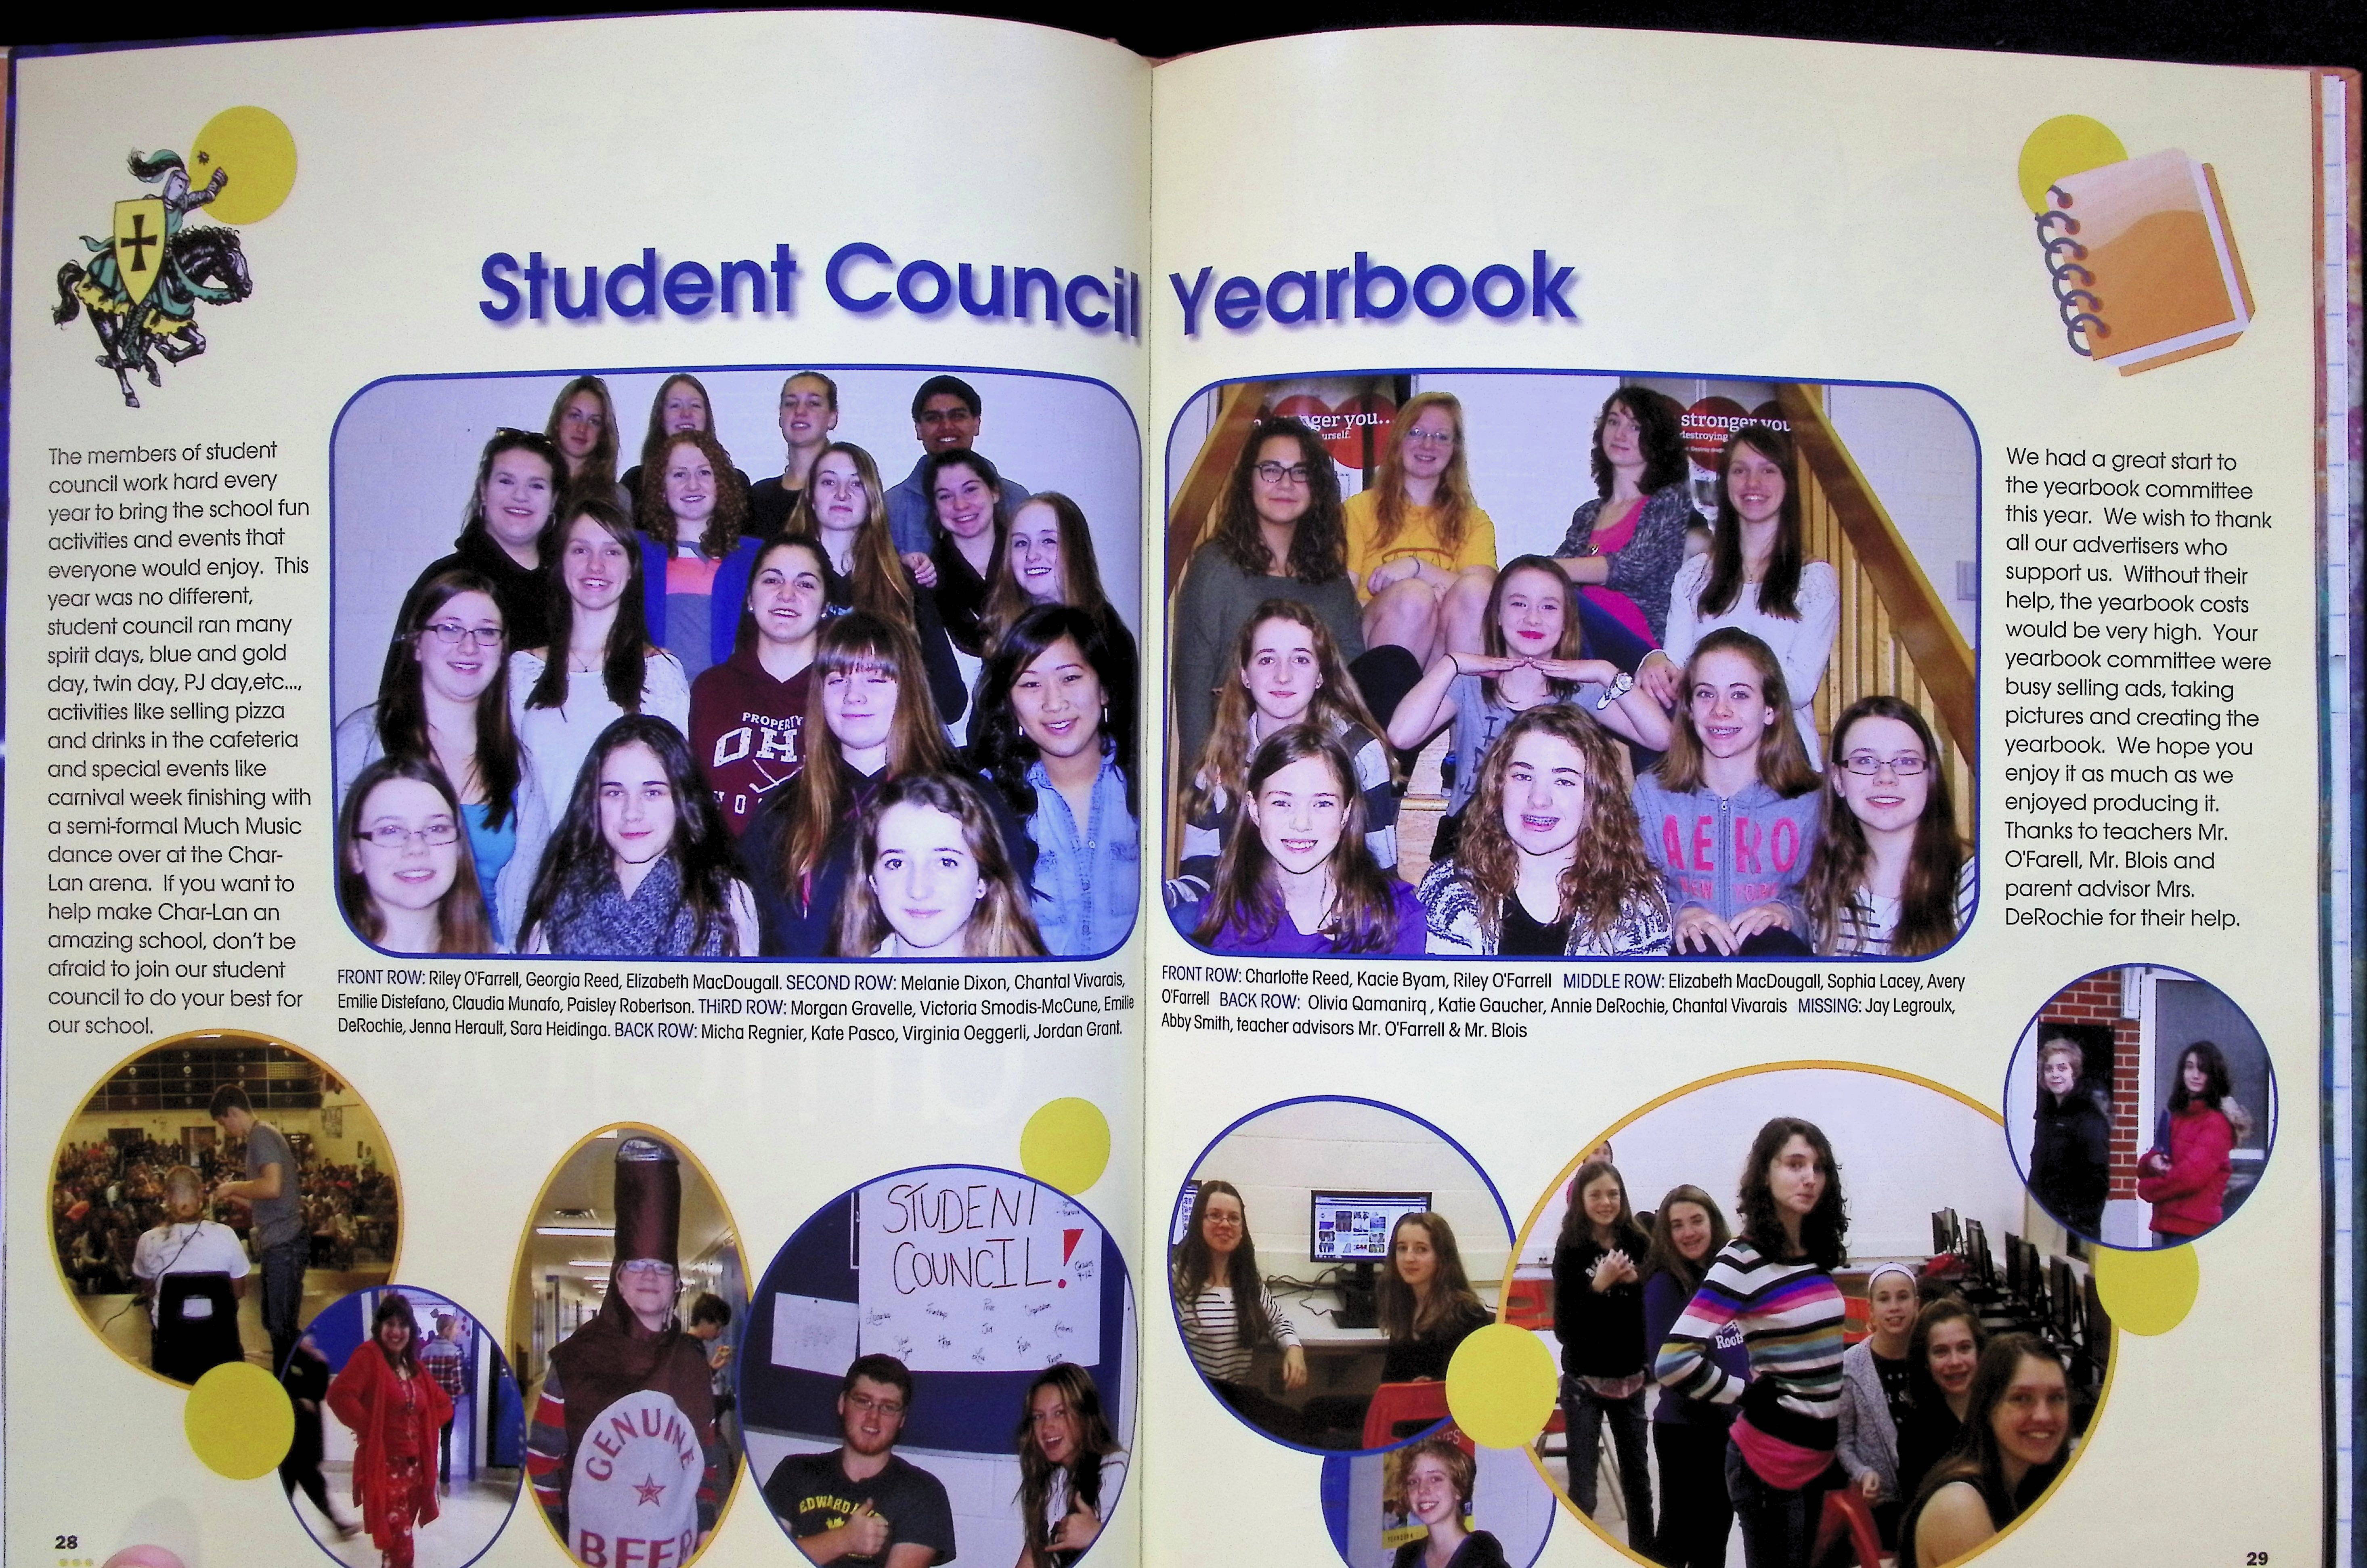 Student Council
The members of student
council work hard every
year to bring the school fun
activities and events that
everyone would enjoy. This
year was no different,
student council ran many
spirit days, blue and gold
day, twin day, PJ day,etc...,
activities like selling pizza
and drinks in the cafeteria
and special events like
carnival week finishing with
a semi-formal Much Music
dance over at the Char-
Lan arena. If you want to
help make Char-Lan an
amazing school, don't be
afraid to join our student
council to do your best for
our school.
PROPERTY
FRONT ROW: Riley O'Farrell, Georgia Reed, Elizabeth MacDougall. SECOND ROW: Melanie Dixon, Chantal Vivarais,
Emilie Distefano, Claudia Munafo, Paisley Robertson. THiRD ROW: Morgan Gravelle, Victoria Smodis-McCune, Emilie
DeRochie, Jenna Herault, Sara Heidinga. BACK ROW: Micha Regnier, Kate Pasco, Virginia Oeggerli, Jordan Grant.
GENUINE
BEER
STUDENT
COUNCIL!
28
Yearbook
stronger you
AERO
FRONT ROW: Charlotte Reed, Kacie Byam, Riley O'Farrell MIDDLE ROW: Elizabeth MacDougall, Sophia Lacey, Avery
O'Farrell BACK ROW: Olivia Qamanirq , Katie Gaucher, Annie DeRochie, Chantal Vivarais MISSING: Jay Legroulx,
Abby Smith, teacher advisors Mr. O'Farrell & Mr. Blois
We had a great start to
the yearbook committee
this year. We wish to thank
all our advertisers who
support us. Without their
help, the yearbook costs
would be very high. Your
yearbook committee were
busy selling ads, taking
pictures and creating the
yearbook. We hope you
enjoy it as much as we
enjoyed producing it.
Thanks to teachers Mr.
O'Farell, Mr. Blois and
parent advisor Mrs.
DeRochie for their help.
Roots
29